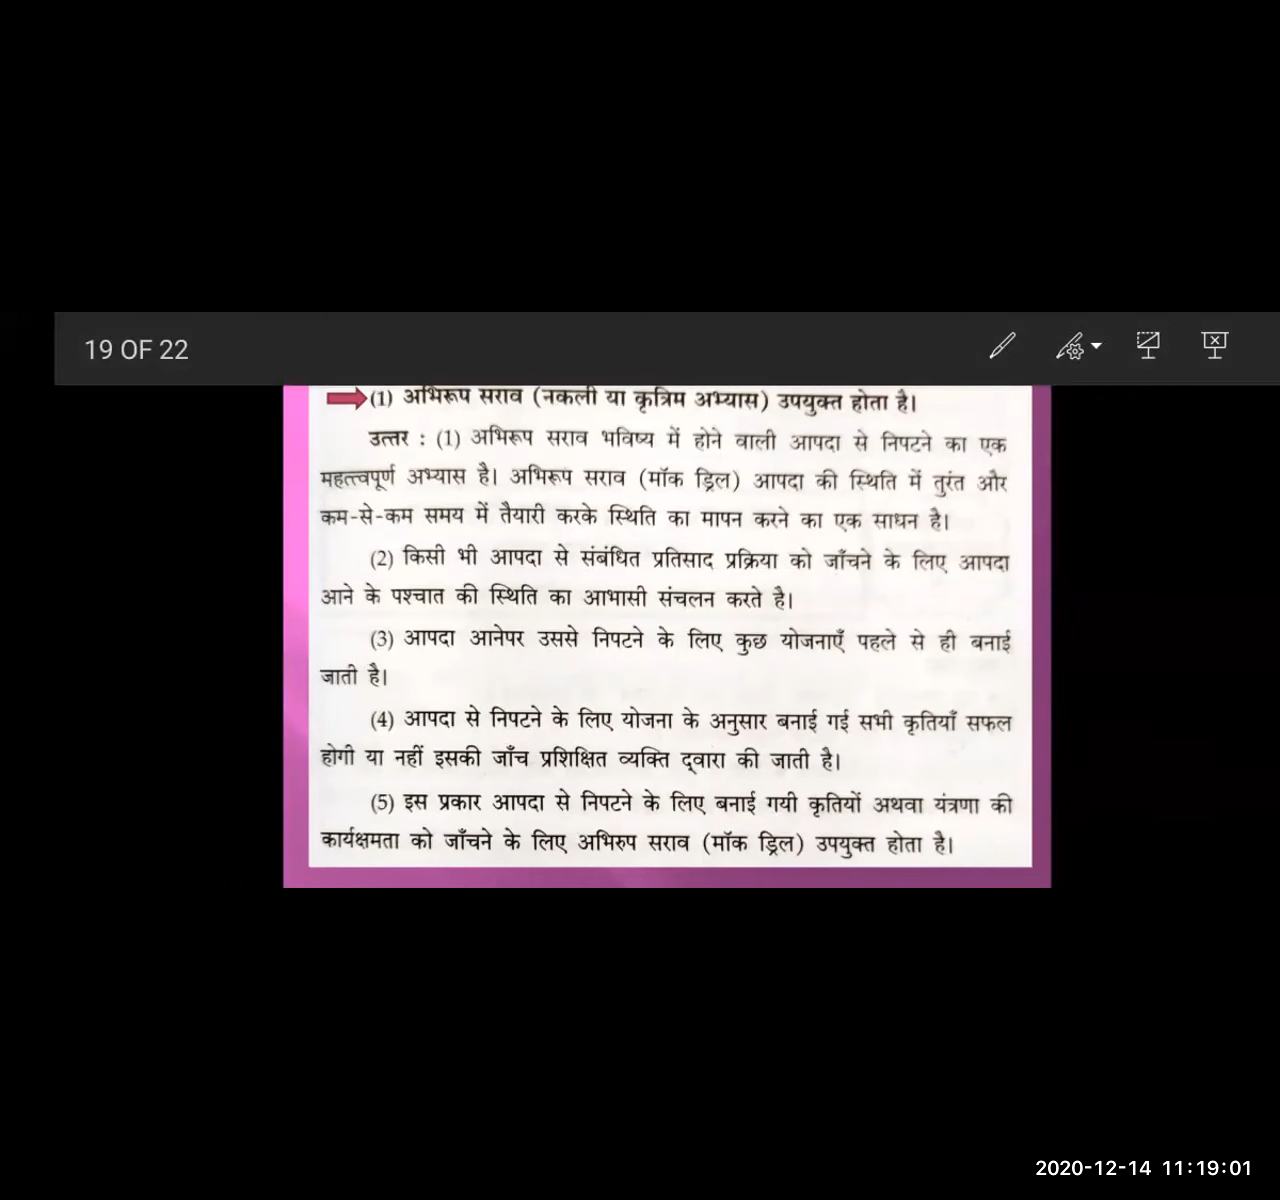 19 OF 22
(1) अभिरूप सराव (नकली या कृत्रिम अभ्यास) उपयुक्त होता है।
उत्तर : (1) अभिरूप सराव भविष्य में होने वाली आपदा से निपटने का एक
महत्त्वपूर्ण अभ्यास है। अभिरूप सराव (मॉक ड्रिल) आपदा की स्थिति में तुरंत और
कम-से-कम समय में तैयारी करके स्थिति का मापन करने का एक साधन है।
(2) किसी भी आपदा से संबंधित प्रतिसाद प्रक्रिया को जाँचने के लिए आपदा
आने के पश्चात की स्थिति का आभासी संचलन करते है।
(3) आपदा आनेपर उससे निपटने के लिए कुछ योजनाएँ पहले से ही बनाई
जाती है।
(4) आपदा से निपटने के लिए योजना के अनुसार बनाई गई सभी कृतियाँ सफल
होगी या नहीं इसकी जाँच प्रशिक्षित व्यक्ति द्वारा की जाती है।
(5) इस प्रकार आपदा से निपटने के लिए बनाई गयी कृतियों अथवा यंत्रणा की
कार्यक्षमता को जाँचने के लिए अभिरुप सराव (मॉक ड्रिल) उपयुक्त होता है।
2020-12-14 11:19:01